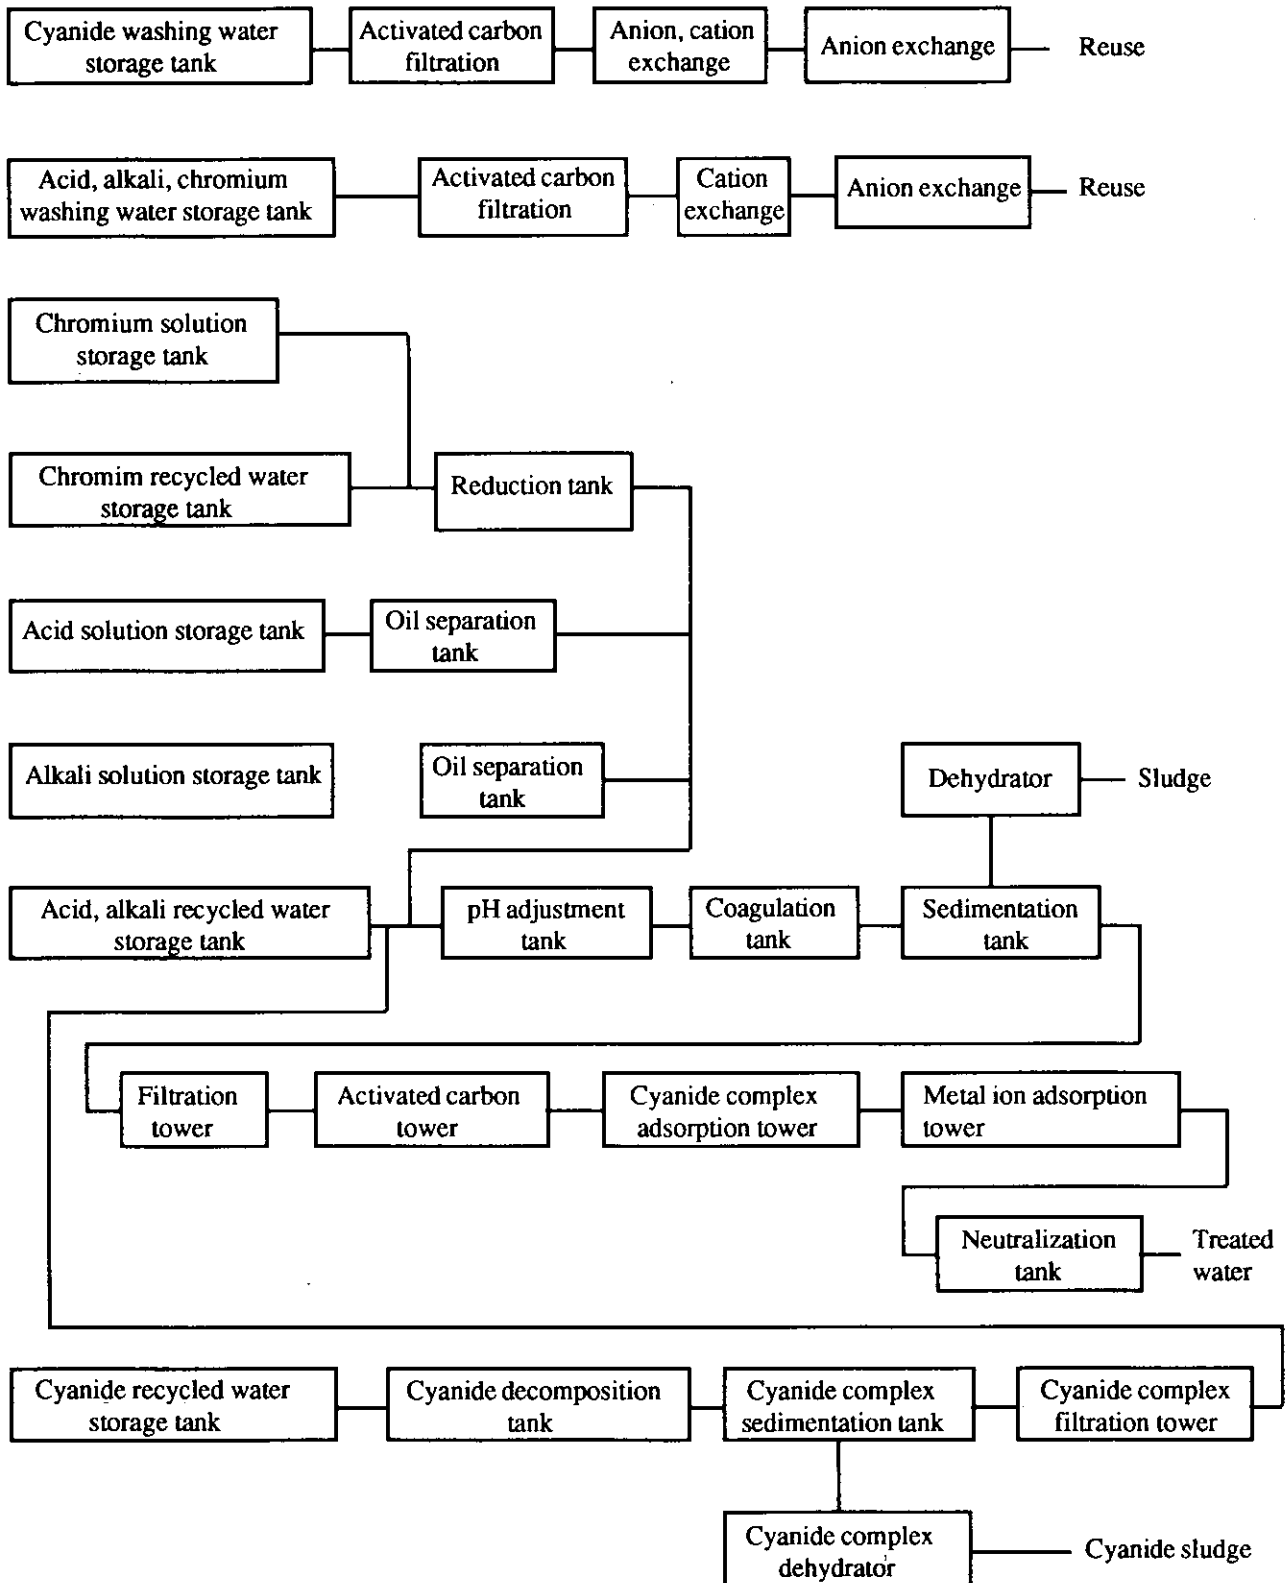 Cyanide washing water
storage tank
Activated carbon
filtration
Anion, cation
exchange
Anion exchange
Reuse
Acid, alkali, chromium
washing water storage tank
Activated carbon
filtration
Cation
exchange
Anion exchange
Reuse
Chromium solution
storage tank
Chromim recycled water
storage tank
Reduction tank
Acid solution storage tank
Oil separation
tank
Alkali solution storage tank
Oil separation
tank
Dehydrator
Sludge
Acid, alkali recycled water
storage tank
pH adjustment
tank
Coagulation
tank
Sedimentation
tank
Filtration
tower
Activated carbon
tower
Cyanide complex
adsorption tower
Metal ion adsorption
tower
Neutralization
tank
Treated
water
Cyanide recycled water
storage tank
Cyanide decomposition
tank
Cyanide complex
sedimentation tank
Cyanide complex
filtration tower
Cyanide complex
dehydrator
Cyanide sludge